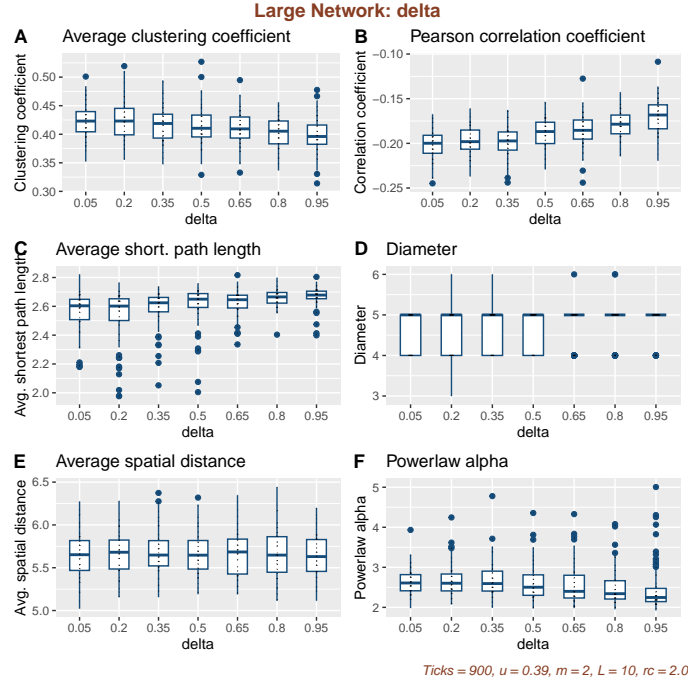 Large Network: delta
A Average clustering coefficient
Clustering coefficient
0.50
0.45
0.40
0.35
0.30
0.05 0.2 0.35 0.5 0.65 0.8 0.95
delta
B Pearson correlation coefficient
Correlation coefficient
−0.10
−0.15
−0.20
−0.25
0.05 0.2 0.35 0.5 0.65 0.8 0.95
delta
C Average short. path length
Avg. shortest path length
2.8
2.6
2.4
2.2
2.0
0.05 0.2 0.35 0.5 0.65 0.8 0.95
delta
D Diameter
Diameter
6
5
4
3
0.05 0.2 0.35 0.5 0.65 0.8 0.95
delta
E Average spatial distance
Avg. spatial distance
6.5
6.0
5.5
5.0
0.05 0.2 0.35 0.5 0.65 0.8 0.95
delta
F Powerlaw alpha
Powerlaw alpha
5
4
3
2
0.05 0.2 0.35 0.5 0.65 0.8 0.95
delta
Ticks = 900, u = 0.39, m = 2, L = 10, rc = 2.0